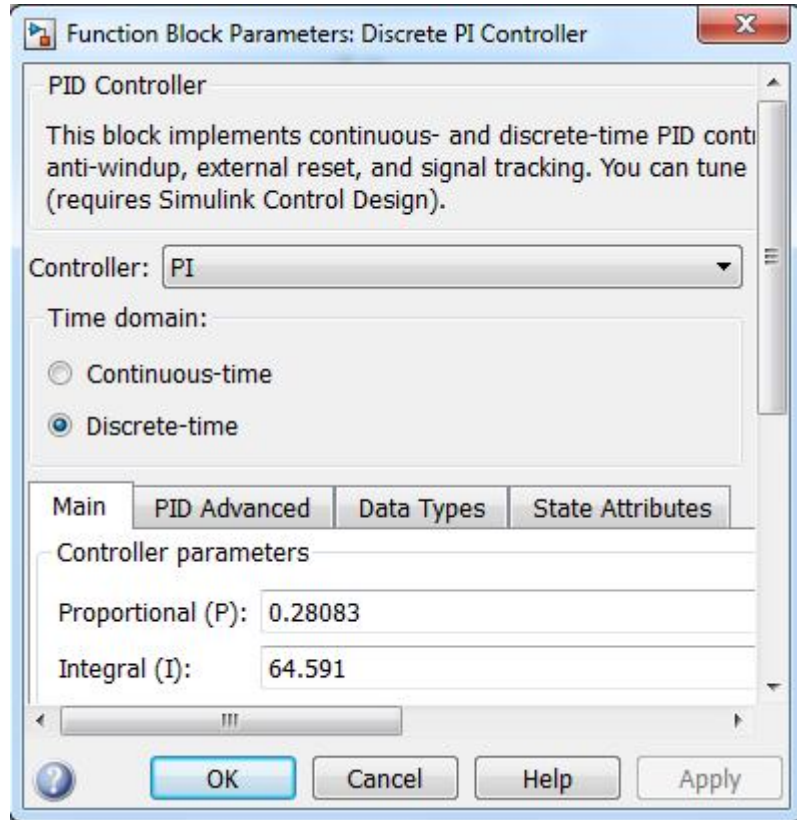 Function Block Parameters: Discrete PI Controller
PID Controller
This block implements continuous- and discrete-time PID
anti-windup, external reset, and signal tracking. You can tune
(requires Simulink Control Design).
Controller: PI
Time domain:
Continuous-time
Discrete-time
Main PID Advanced Data Types State Attributes
Controller parameters
Proportional (P): 0.28083
Integral (I): 64.591
OK Cancel Help Apply